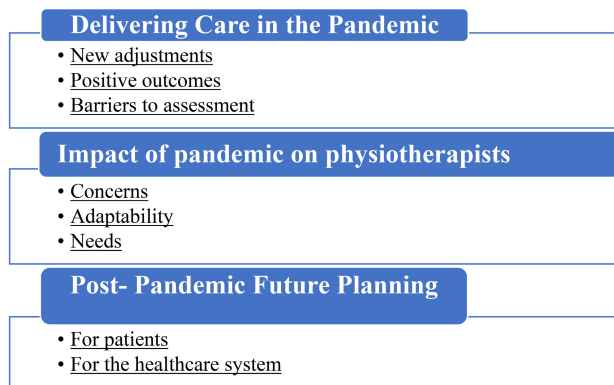 Delivering Care in the Pandemic
• New adjustments
• Positive outcomes
• Barriers to assessment
Impact of pandemic on physiotherapists
• Concerns
• Adaptability
• Needs
Post- Pandemic Future Planning
• For patients
• For the healthcare system